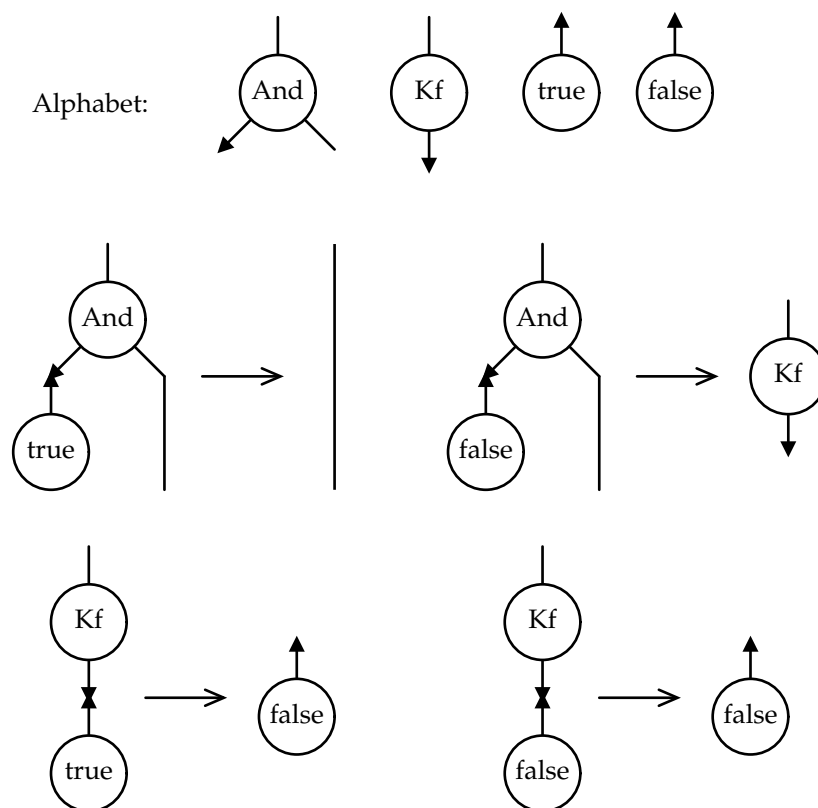 Alphabet: And Kf true false
And And Kf
true false
Kf false Kf false
true false